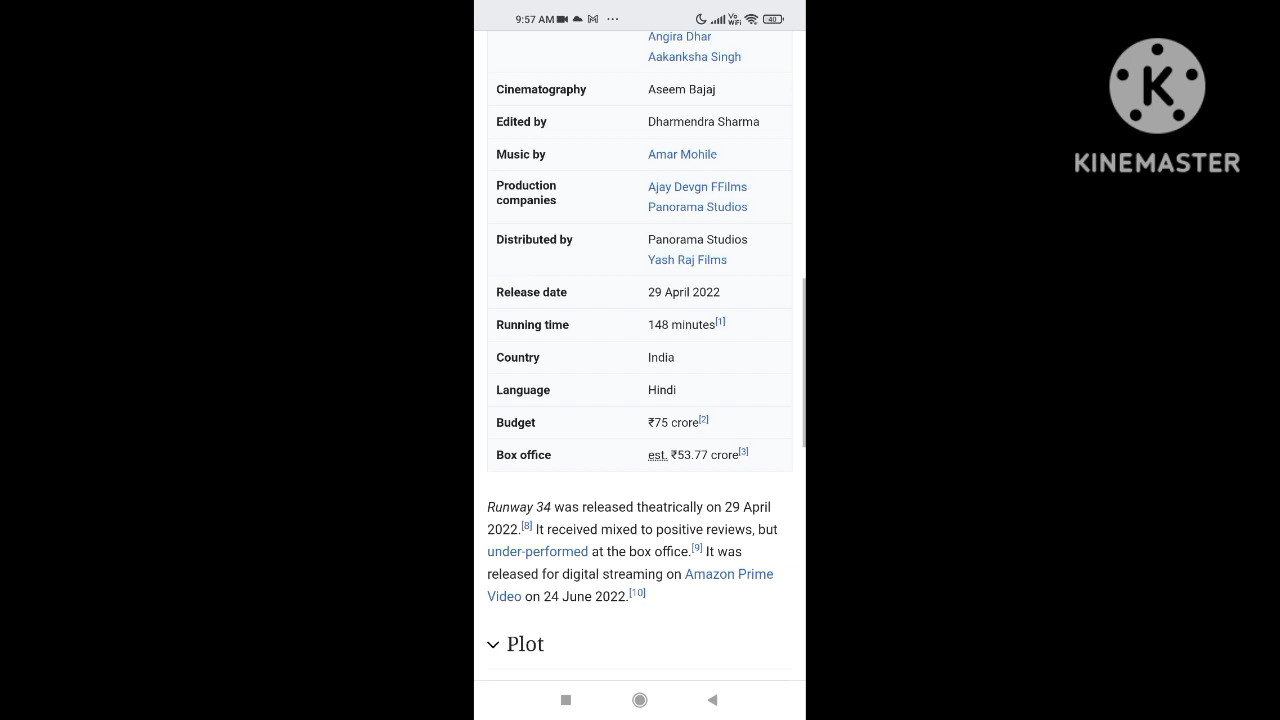 9:57 AM
Vo
WiFi
40
Angira Dhar
Aakanksha Singh
Cinematography Aseem Bajaj
Edited by Dharmendra Sharma
Music by Amar Mohile
Production companies Ajay Devgn FFilms
Panorama Studios
Distributed by Panorama Studios
Yash Raj Films
Release date 29 April 2022
Running time 148 minutes[1]
Country India
Language Hindi
Budget ₹75 crore[2]
Box office est. ₹53.77 crore[3]
Runway 34 was released theatrically on 29 April
2022.[8] It received mixed to positive reviews, but
under-performed at the box office.[9] It was
released for digital streaming on Amazon Prime
Video on 24 June 2022.[10]
Plot
K
KINEMASTER